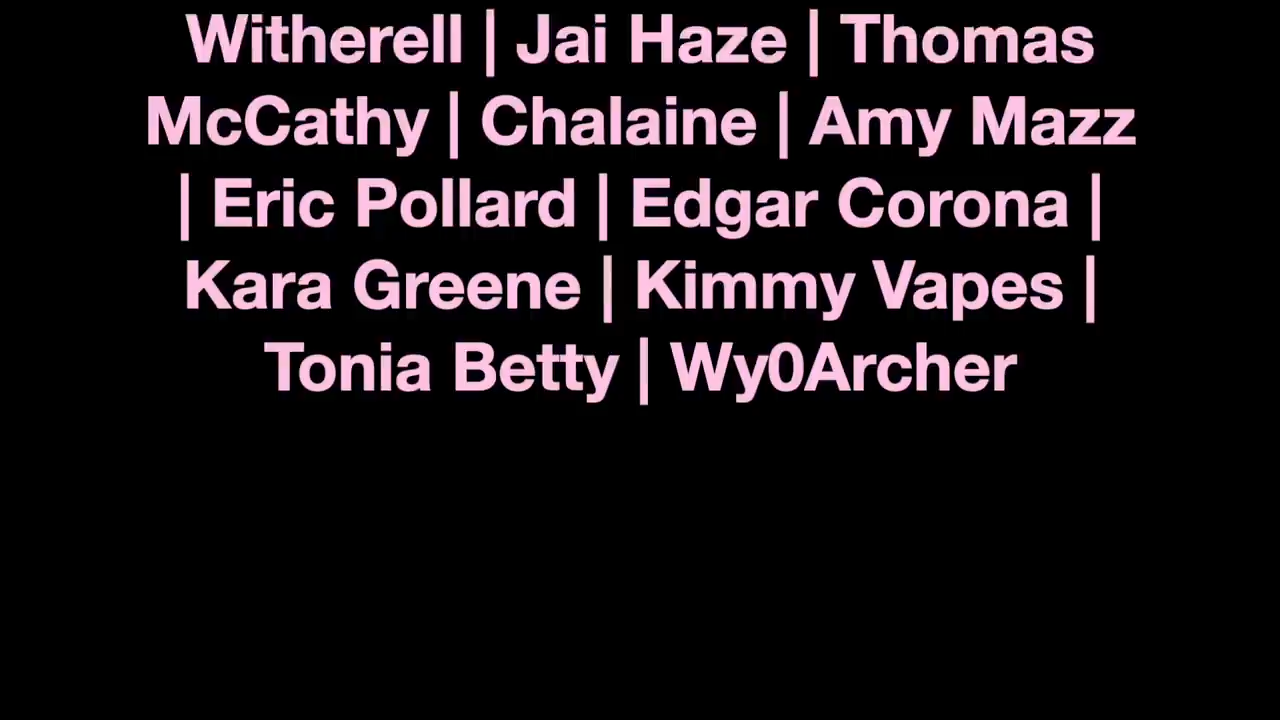 Witherell | Jai Haze | Thomas
McCathy | Chalaine | Amy Mazz
| Eric Pollard | Edgar Corona |
Kara Greene | Kimmy Vapes |
Tonia Betty | Wy0Archer